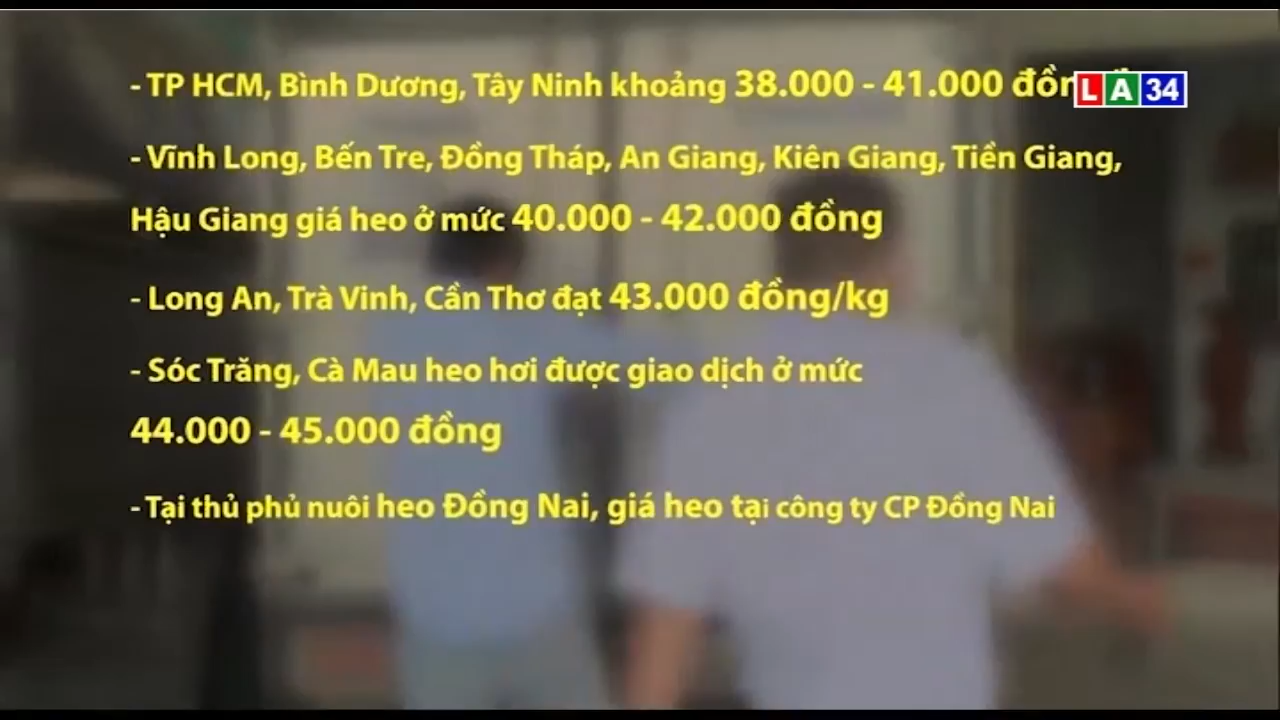 - TP HCM, Bình Dương, Tây Ninh khoảng 38.000 - 41.000
LA34
- Vĩnh Long, Bến Tre, Đồng Tháp, An Giang, Kiên Giang, Tiền Giang,
Hậu Giang giá heo ở mức 40.000 - 42.000 đồng
- Long An, Trà Vinh, Cần Thơ đạt 43.000 đồng/kg
- Sóc Trăng, Cà Mau heo hơi được giao dịch ở mức
44.000 - 45.000 đồng
- Tại thủ phủ nuôi heo Đồng Nai, giá heo tại công ty CP Đồng Nai